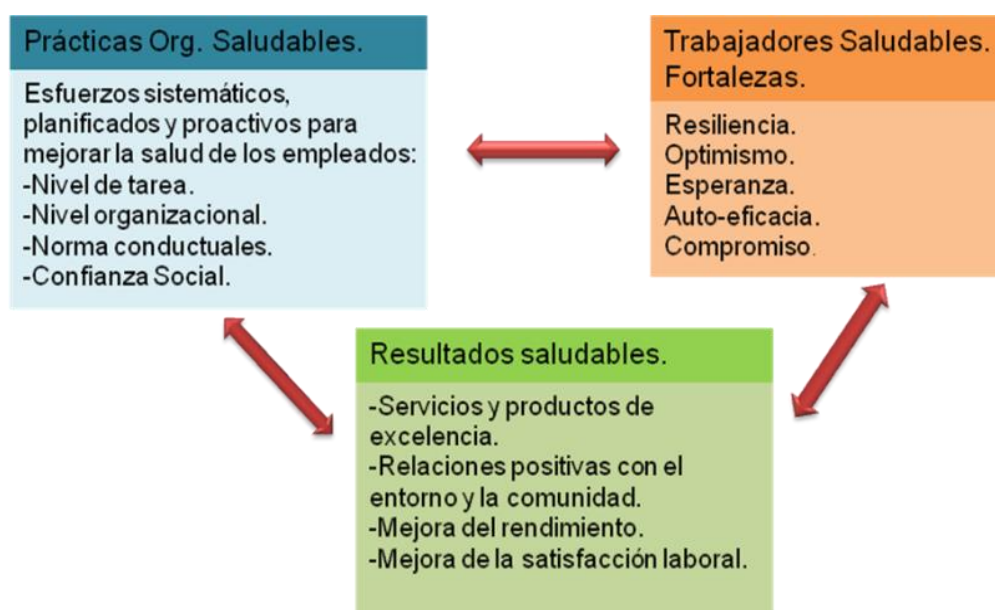 Prácticas Org. Saludables.
Esfuerzos sistemáticos,
planificados y proactivos para
mejorar la salud de los empleados:
-Nivel de tarea.
-Nivel organizacional.
-Norma conductuales.
-Confianza Social.
Trabajadores Saludables.
Fortalezas.
Resiliencia.
Optimismo.
Esperanza.
Auto-eficacia.
Compromiso.
Resultados saludables.
-Servicios y productos de
excelencia.
-Relaciones positivas con el
entorno y la comunidad.
-Mejora del rendimiento.
-Mejora de la satisfacción laboral.